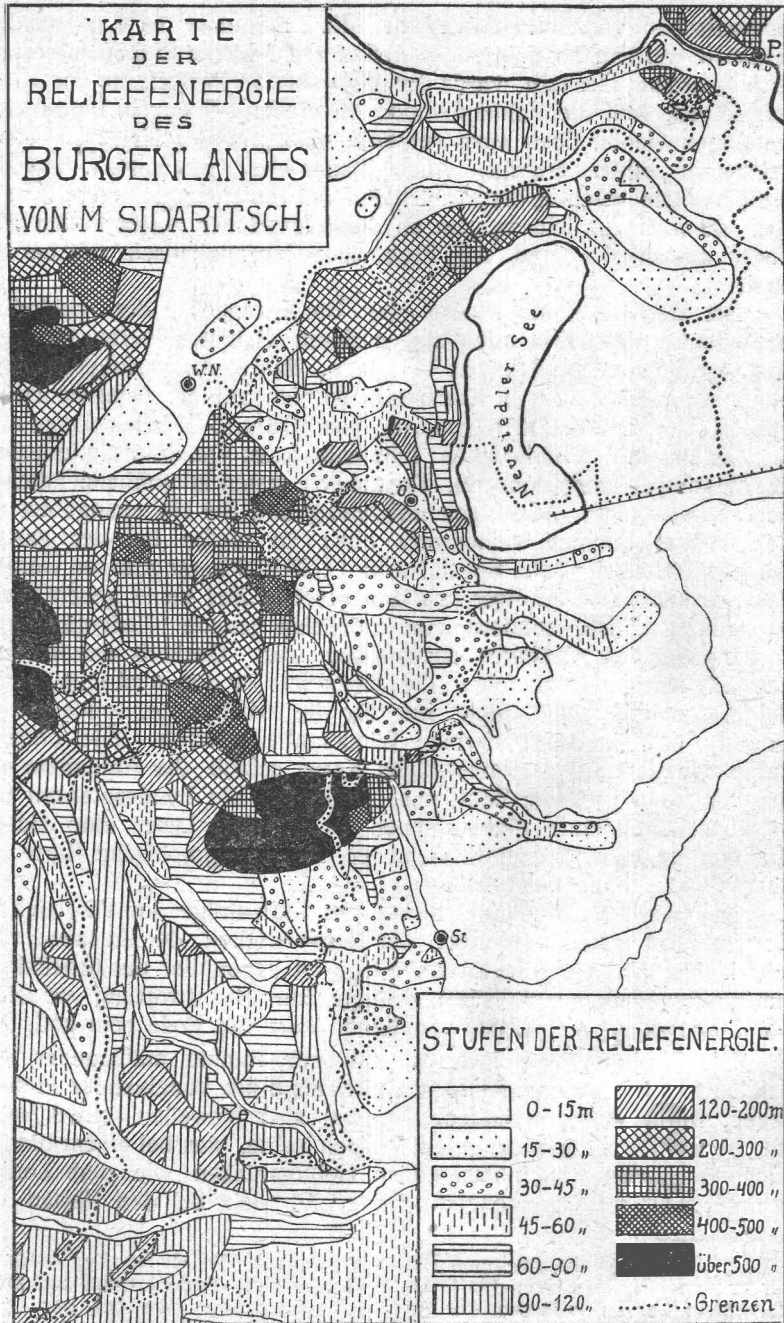 KARTE
DER
RELIEFENERGIE
DES
BURGENLANDES
VON M SIDARITSCH.
P.
DONAU
W.N.
Neusiedler See
Ö
St
G
STUFEN DER RELIEFENERGIE.
0-15m
15-30 „
30-45 „
45-60 „
60-90 „
90-120 „
120-200m
200-300 „
300-400 „
400-500 „
über 500 „
Grenzen